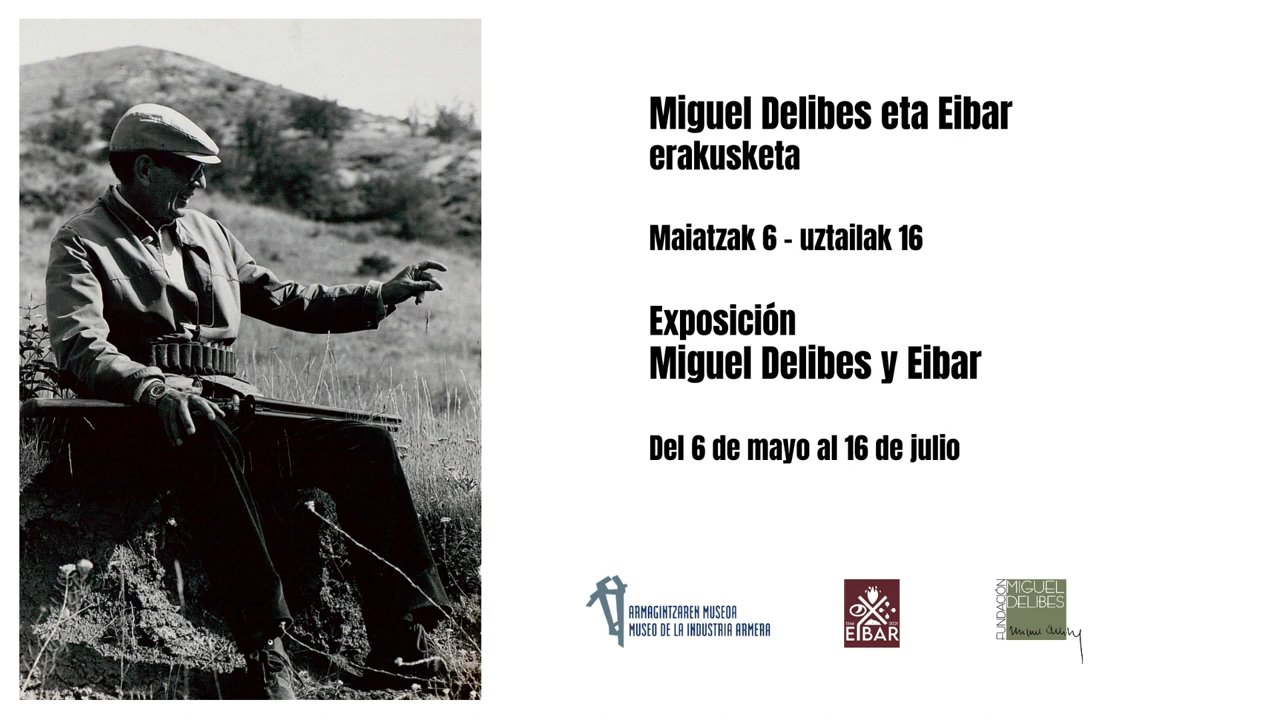 Miguel Delibes eta Eibar
erakusketa
Maiatzak 6 - uztailak 16
Exposición
Miguel Delibes y Eibar
Del 6 de mayo al 16 de julio
ARMAGINTZAREN MUSEOA
MUSEO DE LA INDUSTRIA ARMERA
EIBAR
FUNDACIÓN
MIGUEL
DELIBES